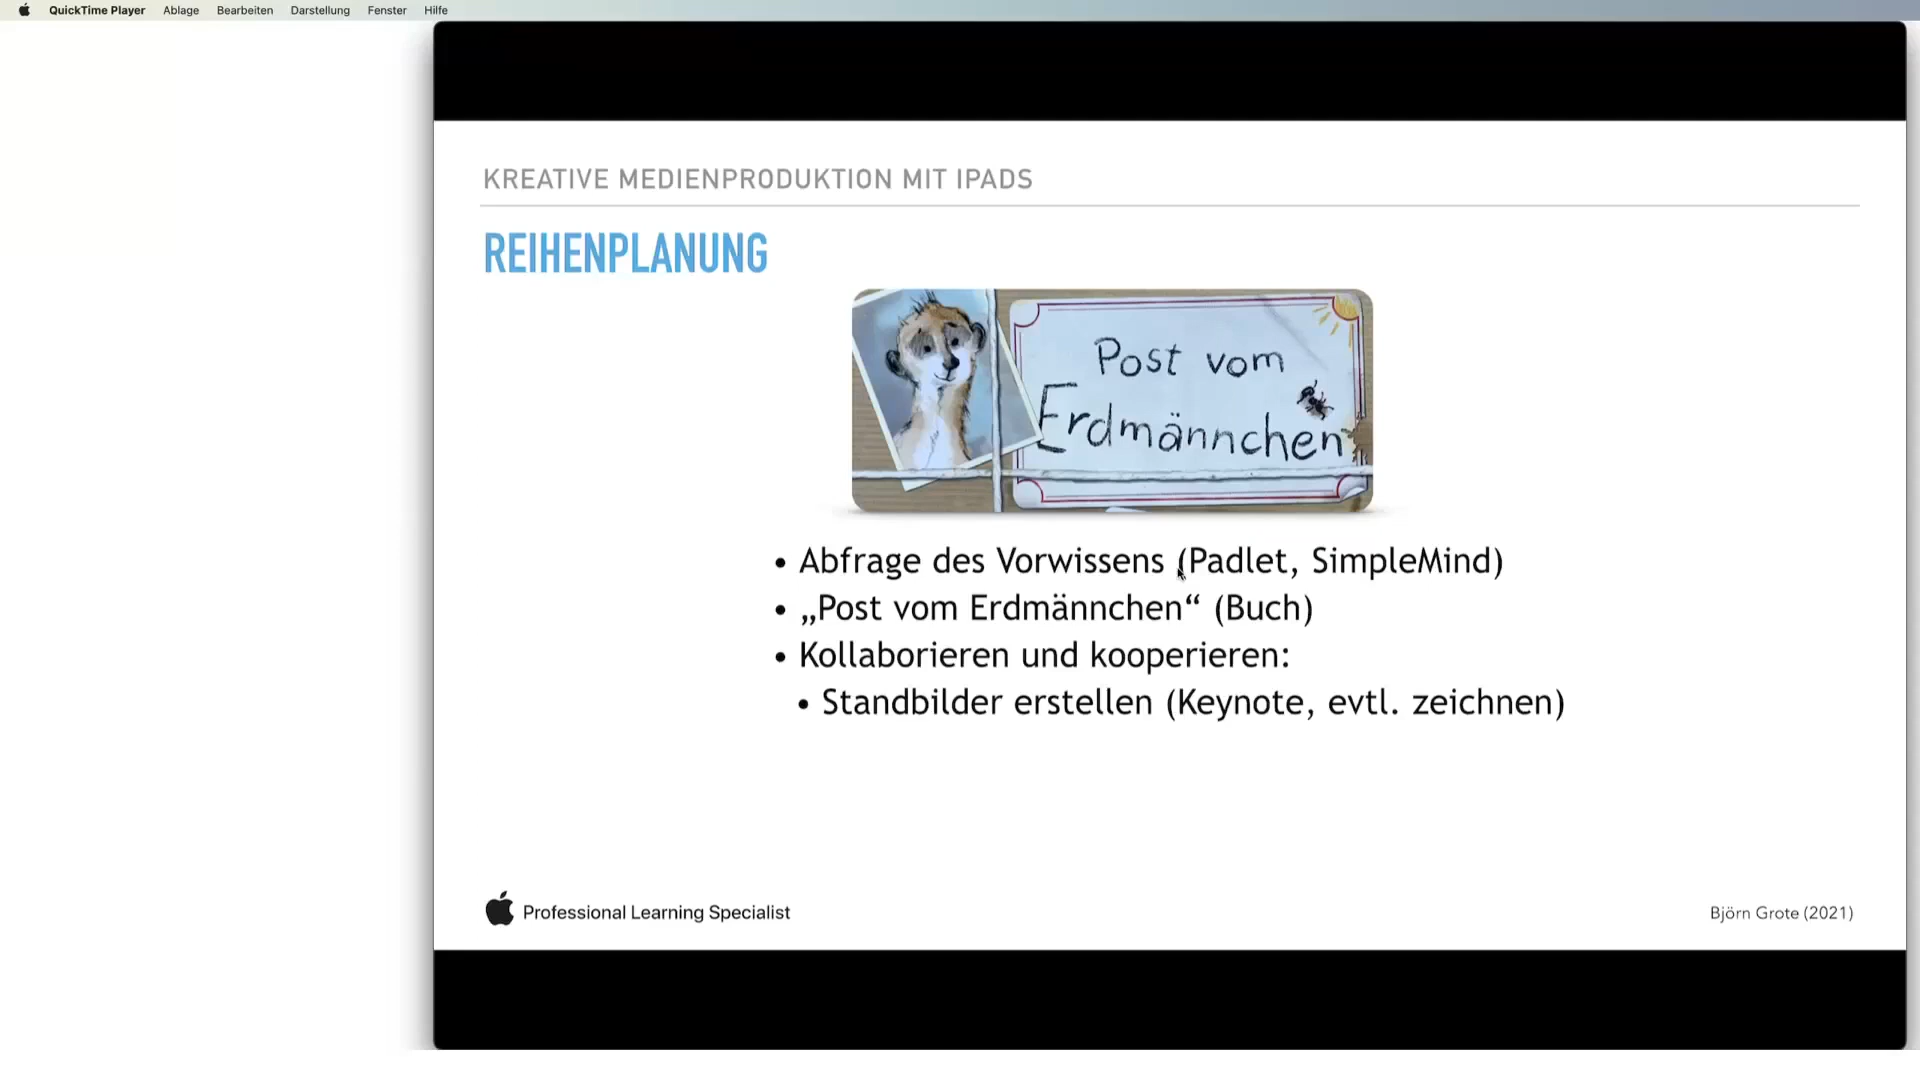 QuickTime Player Ablage Bearbeiten Darstellung Fenster Hilfe
KREATIVE MEDIENPRODUKTION MIT IPADS
REIHENPLANUNG
Post vom
Erdmännchen
• Abfrage des Vorwissens (Padlet, SimpleMind)
• „Post vom Erdmännchen“ (Buch)
• Kollaborieren und kooperieren:
• Standbilder erstellen (Keynote, evtl. zeichnen)
Professional Learning Specialist
Björn Grote (2021)